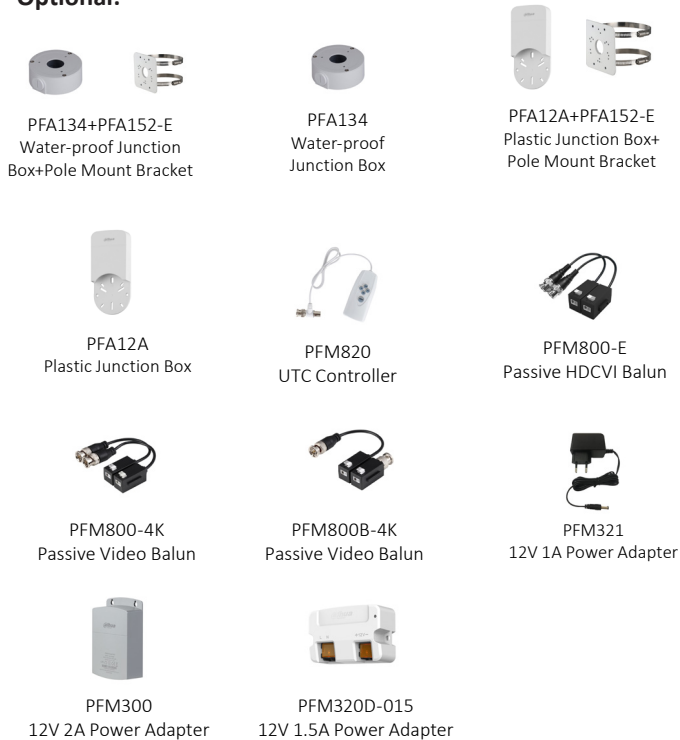 Optional:
PFA134+PFA152-E
Water-proof Junction
Box+Pole Mount Bracket
PFA134
Water-proof
Junction Box
PFA12A+PFA152-E
Plastic Junction Box+
Pole Mount Bracket
PFA12A
Plastic Junction Box
PFM820
UTC Controller
PFM800-E
Passive HDCVI Balun
PFM800-4K
Passive Video Balun
PFM800B-4K
Passive Video Balun
PFM321
12V 1A Power Adapter
PFM300
12V 2A Power Adapter
PFM320D-015
12V 1.5A Power Adapter